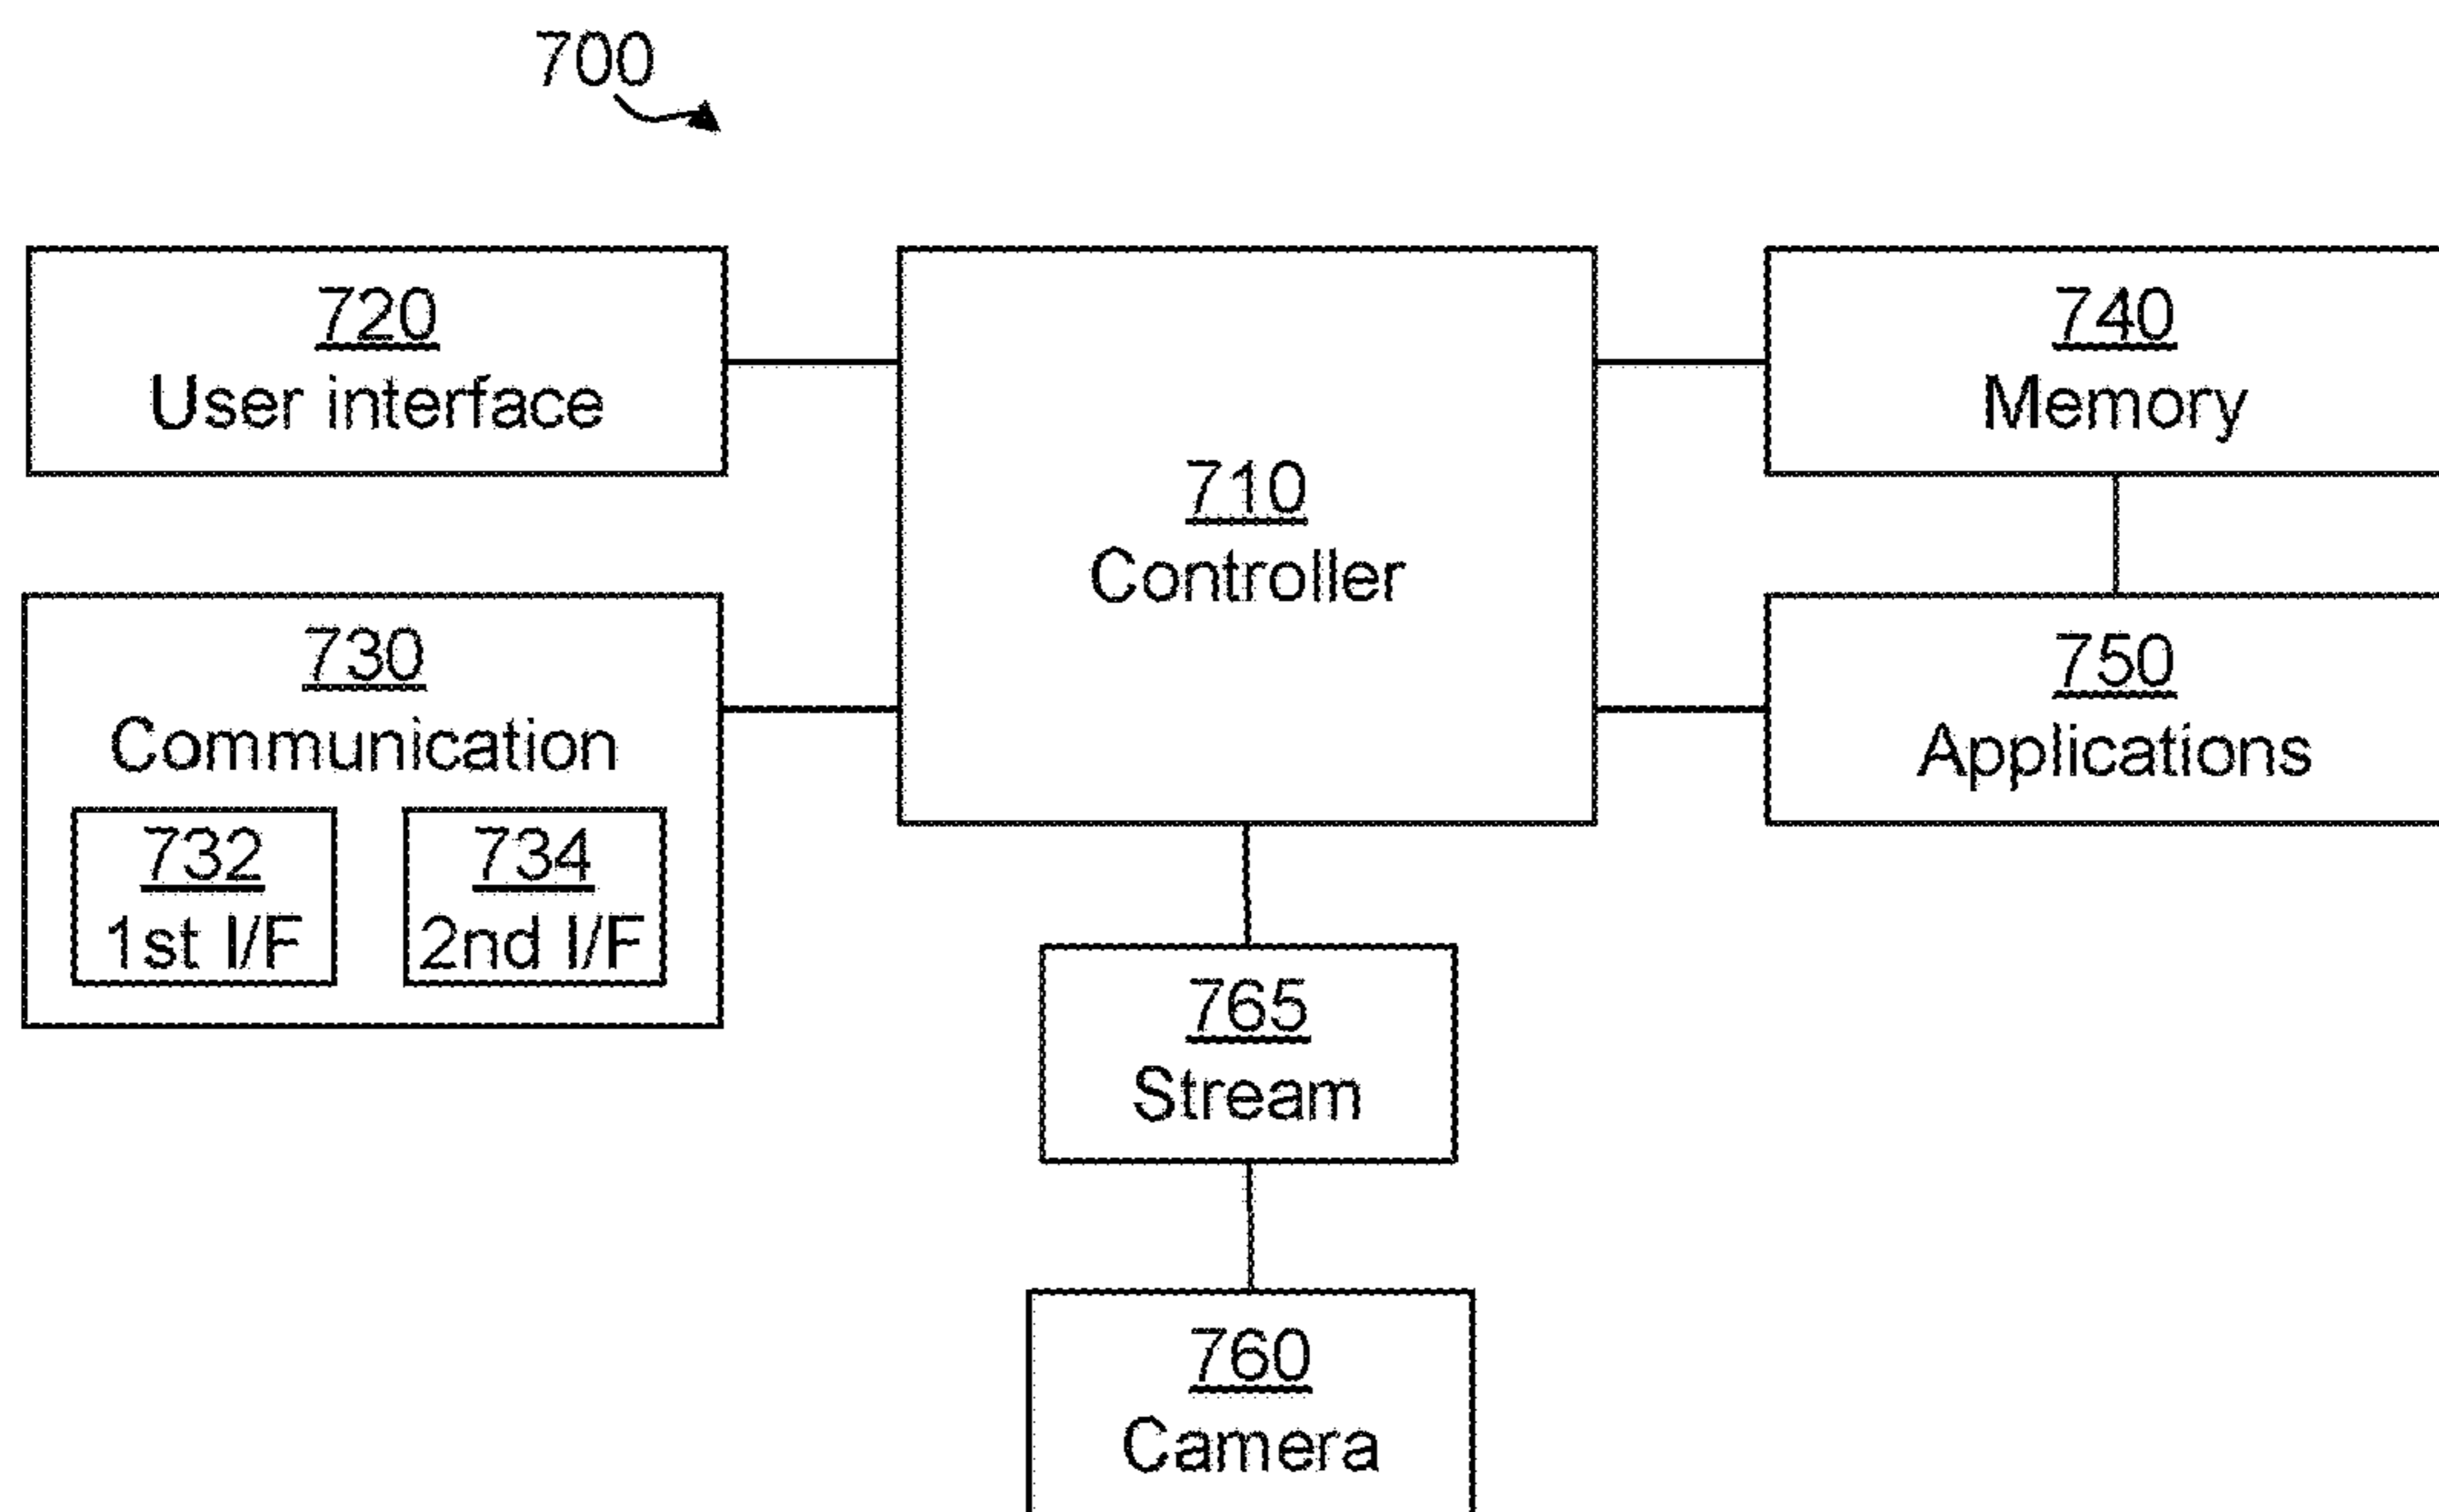 700
720
User interface
710
Controller
740
Memory
730
Communication
732
1st I/F
734
2nd I/F
750
Applications
765
Stream
760
Camera